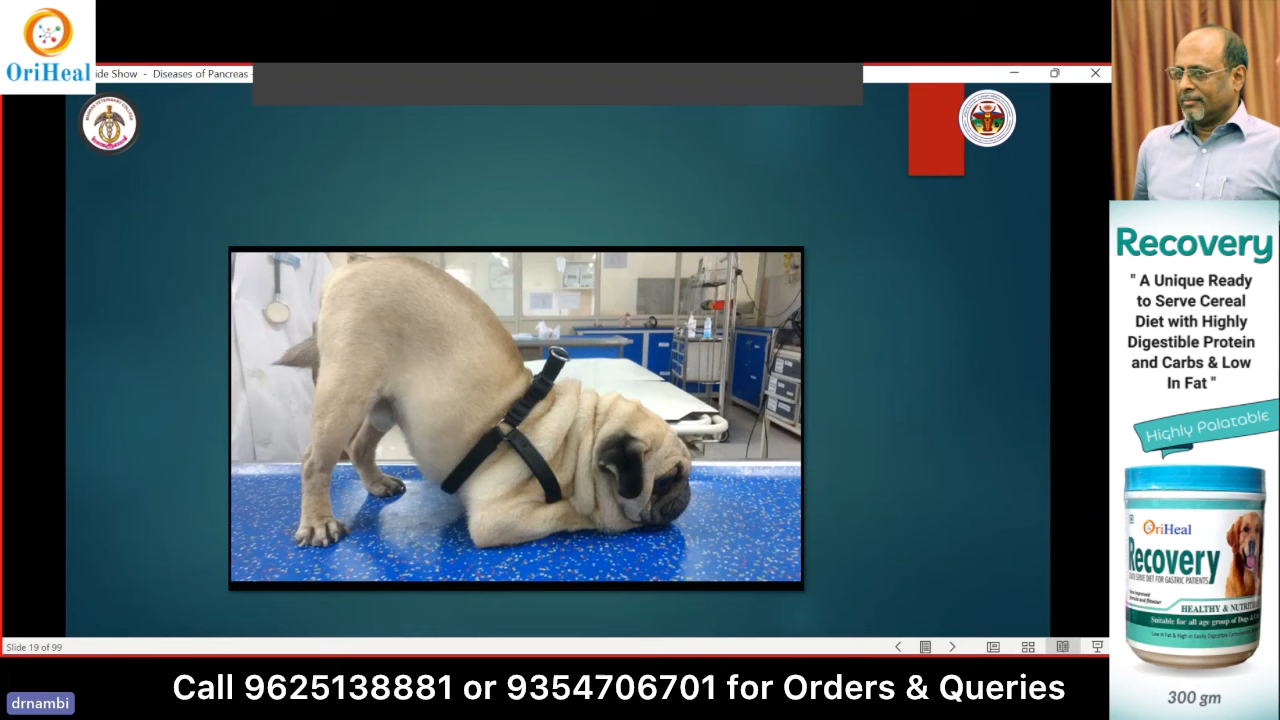 OriHeal
ide Show - Diseases of Pancreas -
Recovery
" A Unique Ready
to Serve Cereal
Diet with Highly
Digestible Protein
and Carbs & Low
In Fat "
Highly Palatable
OriHeal
Recovery
HEALTHY & NUTRITI
Suitable for all age group of Dogs &
300 gm
Slide 19 of 99
Call 9625138881 or 9354706701 for Orders & Queries
drnambi